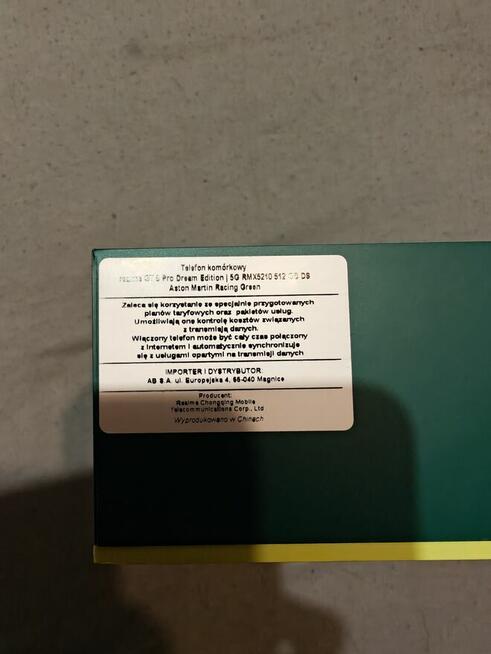 Telefon komórkowy
realme GT 8 Pro Dream Edition | 5G RMX5210 512 GB DS
Aston Martin Racing Green
Zaleca się korzystanie ze specjalnie przygotowanych
planów taryfowych oraz pakietów usług.
Umożliwiają one kontrolę kosztów związanych
z transmisją danych.
Włączony telefon może być cały czas połączony
z Internetem i automatycznie synchronizuje
się z usługami opartymi na transmisji danych
IMPORTER I DYSTRYBUTOR:
AB S.A. ul. Europejska 4, 55-040 Magnice
Producent:
Realme Chongqing Mobile
Telecommunications Corp., Ltd
Wyprodukowano w Chinach